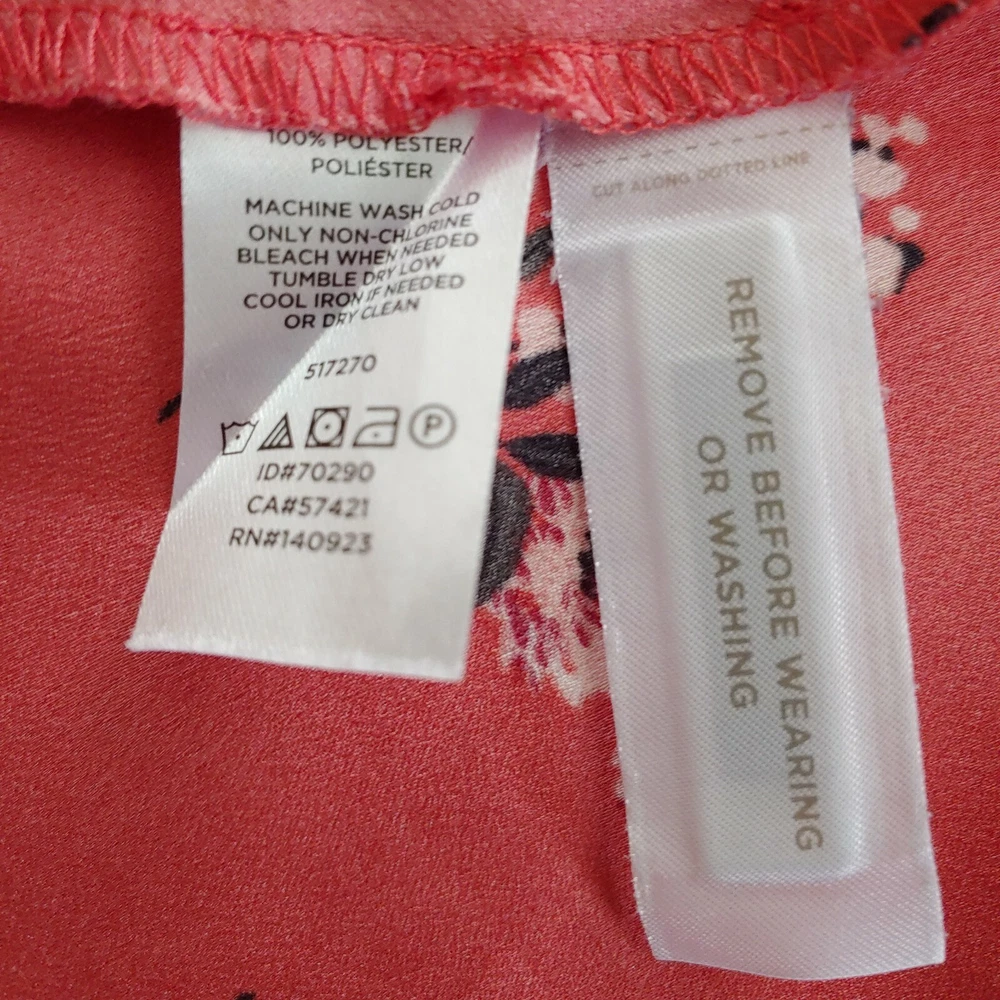 100% POLYESTER/
POLIÉSTER
MACHINE WASH COLD
ONLY NON-CHLORINE
BLEACH WHEN NEEDED
TUMBLE DRY LOW
COOL IRON IF NEEDED
OR DRY CLEAN
517270
P
ID#70290
CA#57421
RN#140923
CUT ALONG DOTTED LINE
REMOVE BEFORE WEARING
OR WASHING